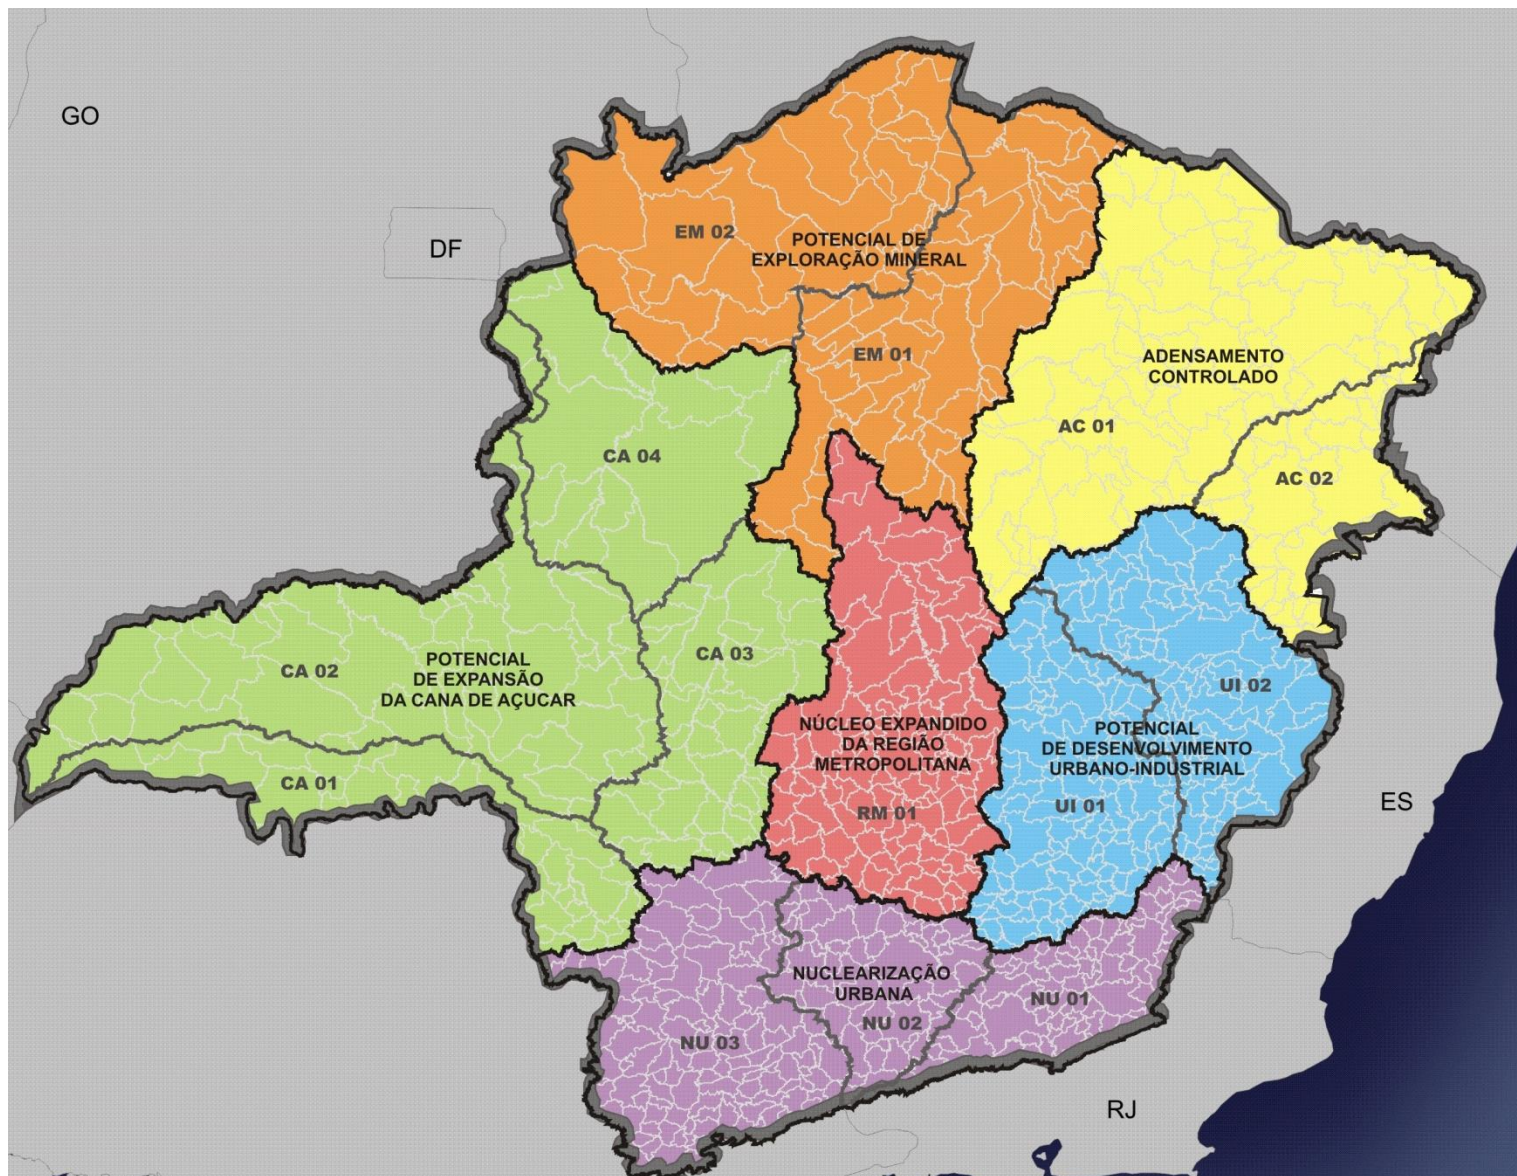 GO
DF
EM 02
POTENCIAL DE
EXPLORAÇÃO MINERAL
EM 01
ADENSAMENTO
CONTROLADO
AC 01
AC 02
CA 04
CA 03
CA 02
POTENCIAL
DE EXPANSÃO
DA CANA DE AÇUCAR
CA 01
NÚCLEO EXPANDIDO
DA REGIÃO
METROPOLITANA
RM 01
UI 02
POTENCIAL
DE DESENVOLVIMENTO
URBANO-INDUSTRIAL
UI 01
ES
NUCLEARIZAÇÃO
URBANA
NU 01
NU 02
NU 03
RJ